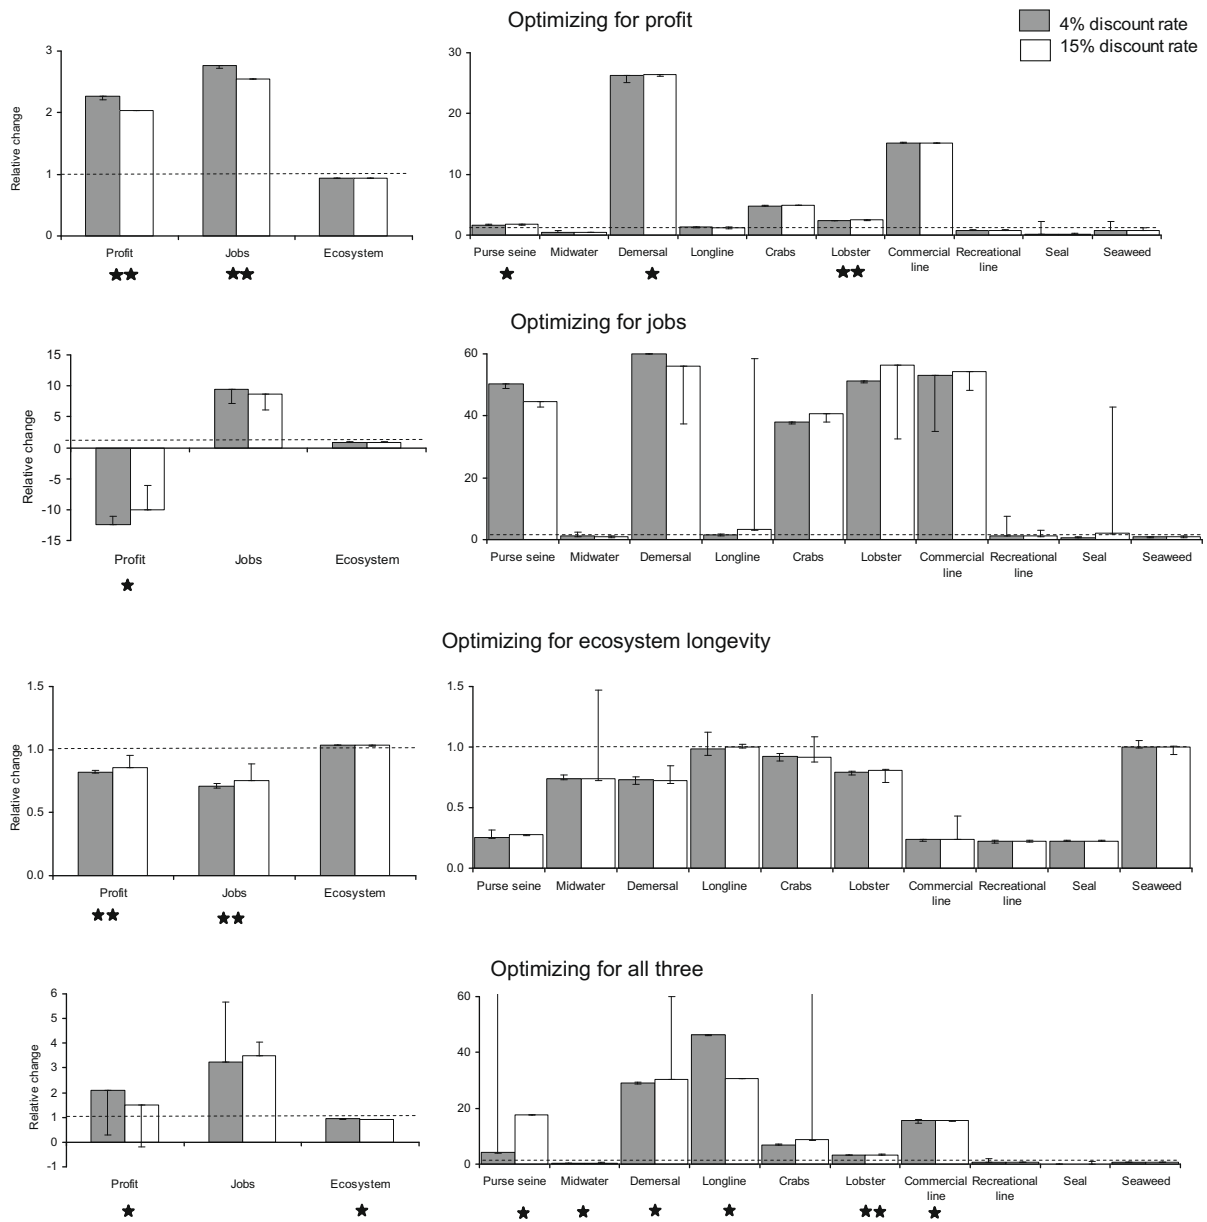 Optimizing for profit
4% discount rate
15% discount rate
Relative change
3
2
1
0
Profit
Jobs
Ecosystem
★★
★★
30
20
10
0
Purse seine
Midwater
Demersal
Longline
Crabs
Lobster
Commercial line
Recreational line
Seal
Seaweed
★
★
★★
Optimizing for jobs
Relative change
15
10
5
0
-5
-10
-15
Profit
Jobs
Ecosystem
★
60
40
20
0
Purse seine
Midwater
Demersal
Longline
Crabs
Lobster
Commercial line
Recreational line
Seal
Seaweed
Optimizing for ecosystem longevity
Relative change
1.5
1.0
0.5
0.0
Profit
Jobs
Ecosystem
★★
★★
1.5
1.0
0.5
0.0
Purse seine
Midwater
Demersal
Longline
Crabs
Lobster
Commercial line
Recreational line
Seal
Seaweed
Optimizing for all three
Relative change
6
5
4
3
2
1
0
-1
Profit
Jobs
Ecosystem
★
★
60
40
20
0
Purse seine
Midwater
Demersal
Longline
Crabs
Lobster
Commercial line
Recreational line
Seal
Seaweed
★
★
★
★
★★
★